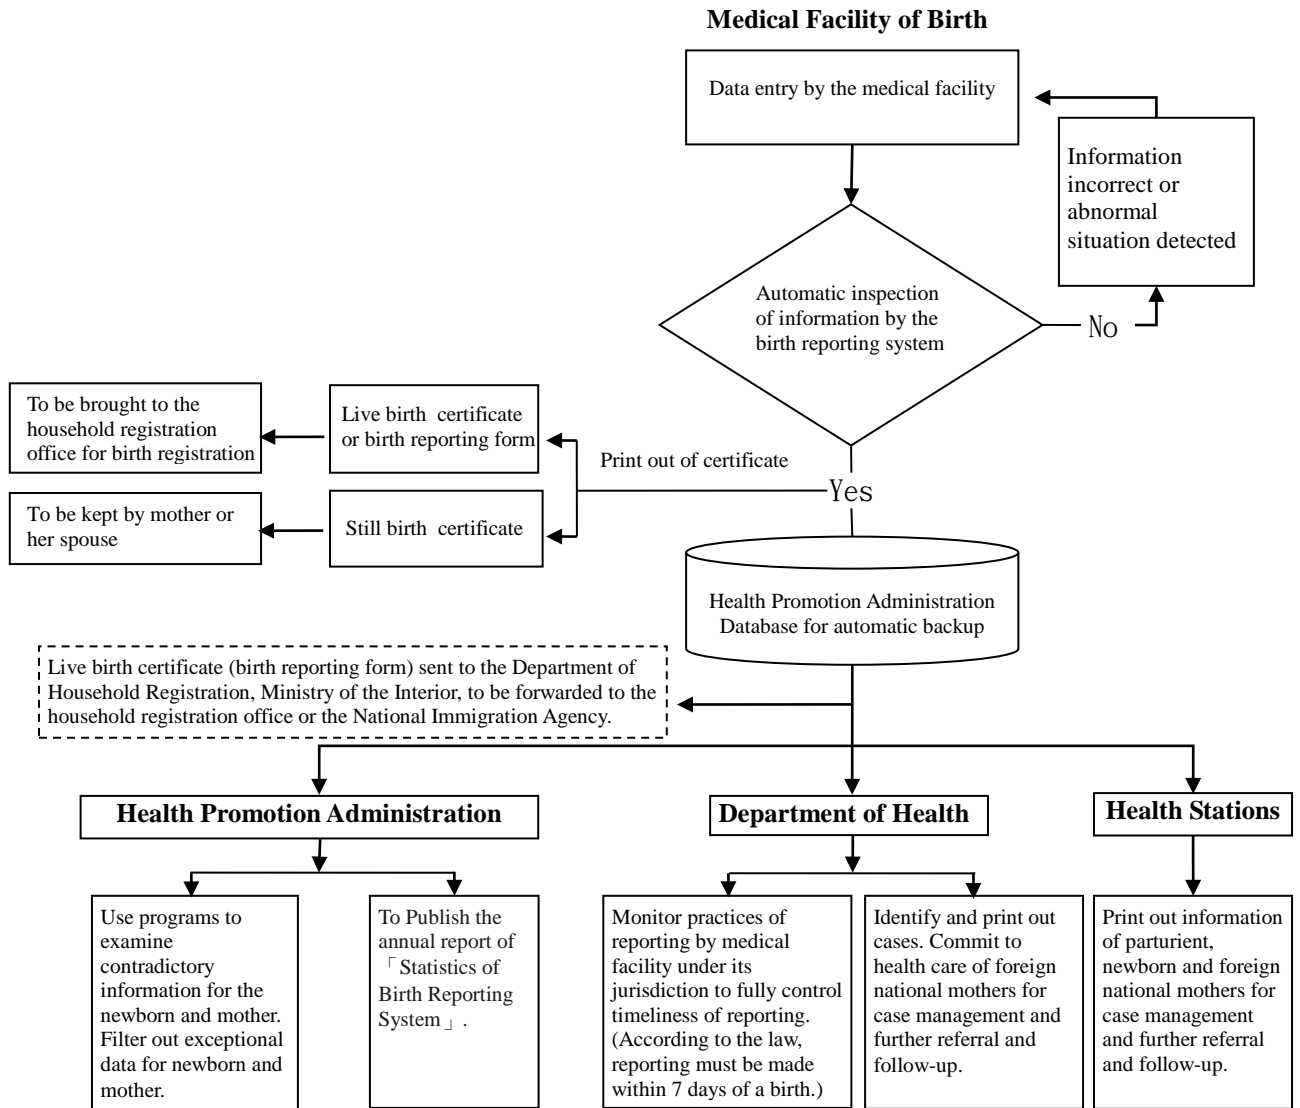 Medical Facility of Birth
Data entry by the medical facility
Information
incorrect or
abnormal
situation detected
Automatic inspection
of information by the
birth reporting system
No
To be brought to the
household registration
office for birth registration
Live birth certificate
or birth reporting form
Print out of certificate
Yes
To be kept by mother or
her spouse
Still birth certificate
Health Promotion Administration
Database for automatic backup
Live birth certificate (birth reporting form) sent to the Department of
Household Registration, Ministry of the Interior, to be forwarded to the
household registration office or the National Immigration Agency.
Health Promotion Administration
Department of Health
Health Stations
Use programs to
examine
contradictory
information for the
newborn and mother.
Filter out exceptional
data for newborn and
mother.
To Publish the
annual report of
「Statistics of
Birth Reporting
System」.
Monitor practices of
reporting by medical
facility under its
jurisdiction to fully control
timeliness of reporting.
(According to the law,
reporting must be made
within 7 days of a birth.)
Identify and print out
cases. Commit to
health care of foreign
national mothers for
case management and
further referral and
follow-up.
Print out information
of parturient,
newborn and foreign
national mothers for
case management
and further referral
and follow-up.